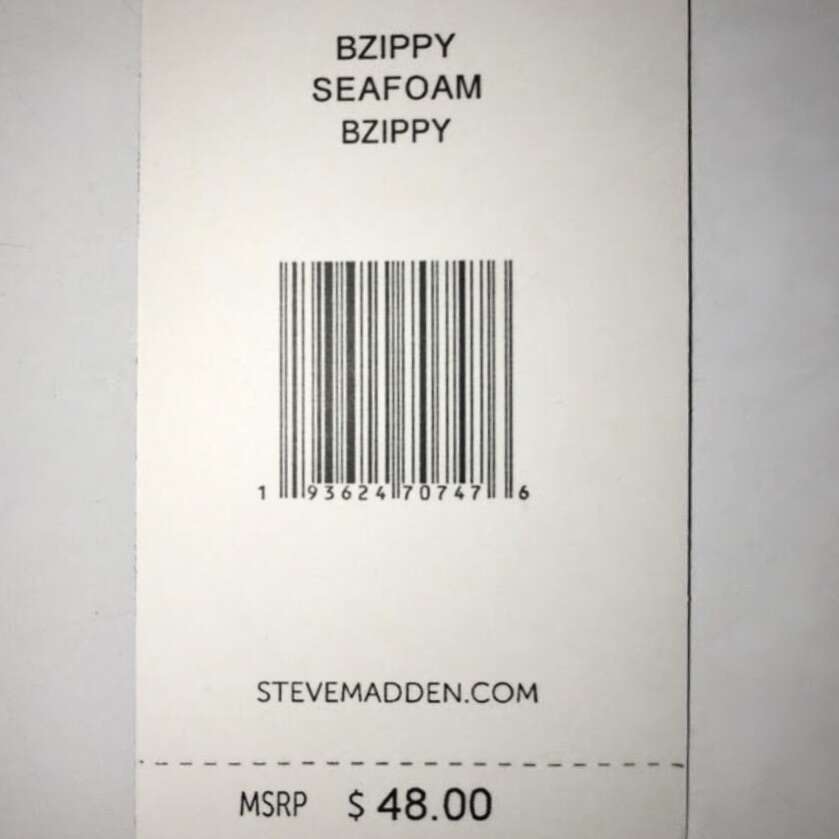 BZIPPY
SEAFOAM
BZIPPY
1 93624 70747 6
STEVEMADDEN.COM
MSRP $ 48.00